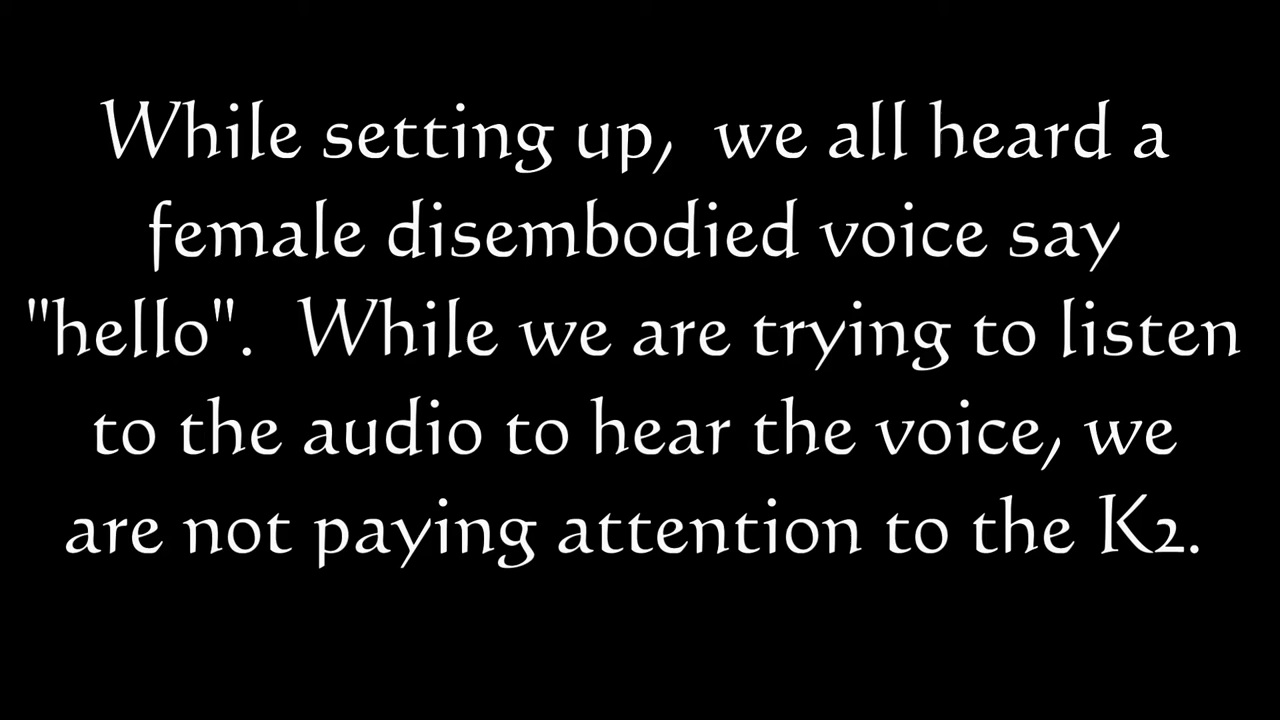 While setting up,  we all heard a
female disembodied voice say
"hello".  While we are trying to listen
to the audio to hear the voice, we
are not paying attention to the K2.